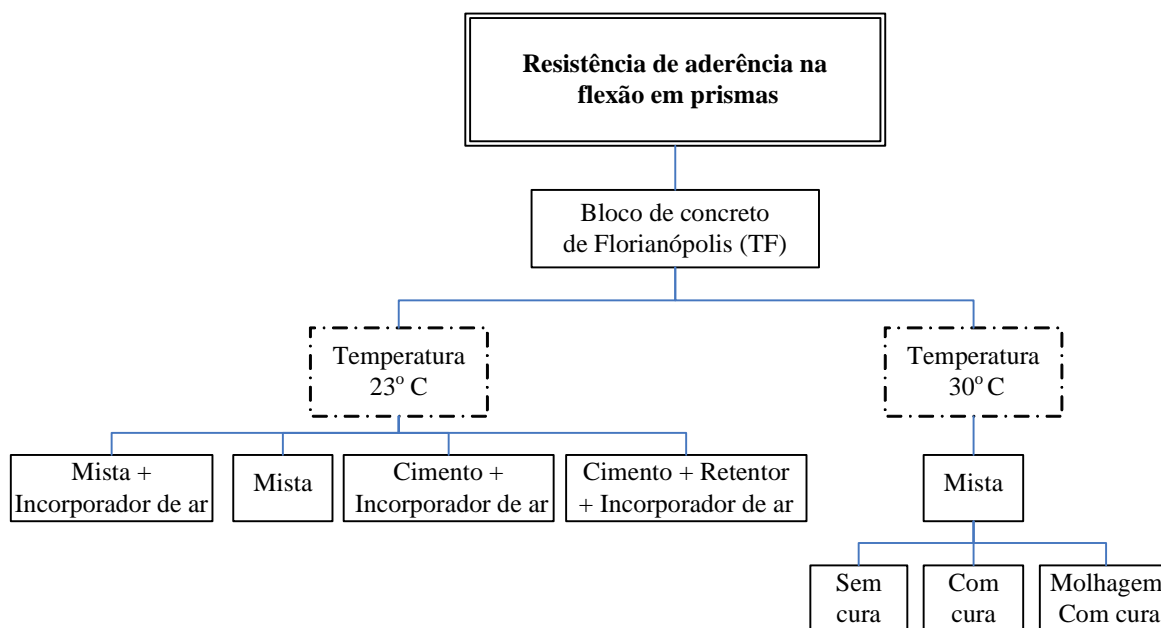 Resistência de aderência na
flexão em prismas
Bloco de concreto
de Florianópolis (TF)
Temperatura
23º C
Temperatura
30º C
Mista +
Incorporador de ar
Mista
Cimento +
Incorporador de ar
Cimento + Retentor
+ Incorporador de ar
Mista
Sem
cura
Com
cura
Molhagem
Com cura